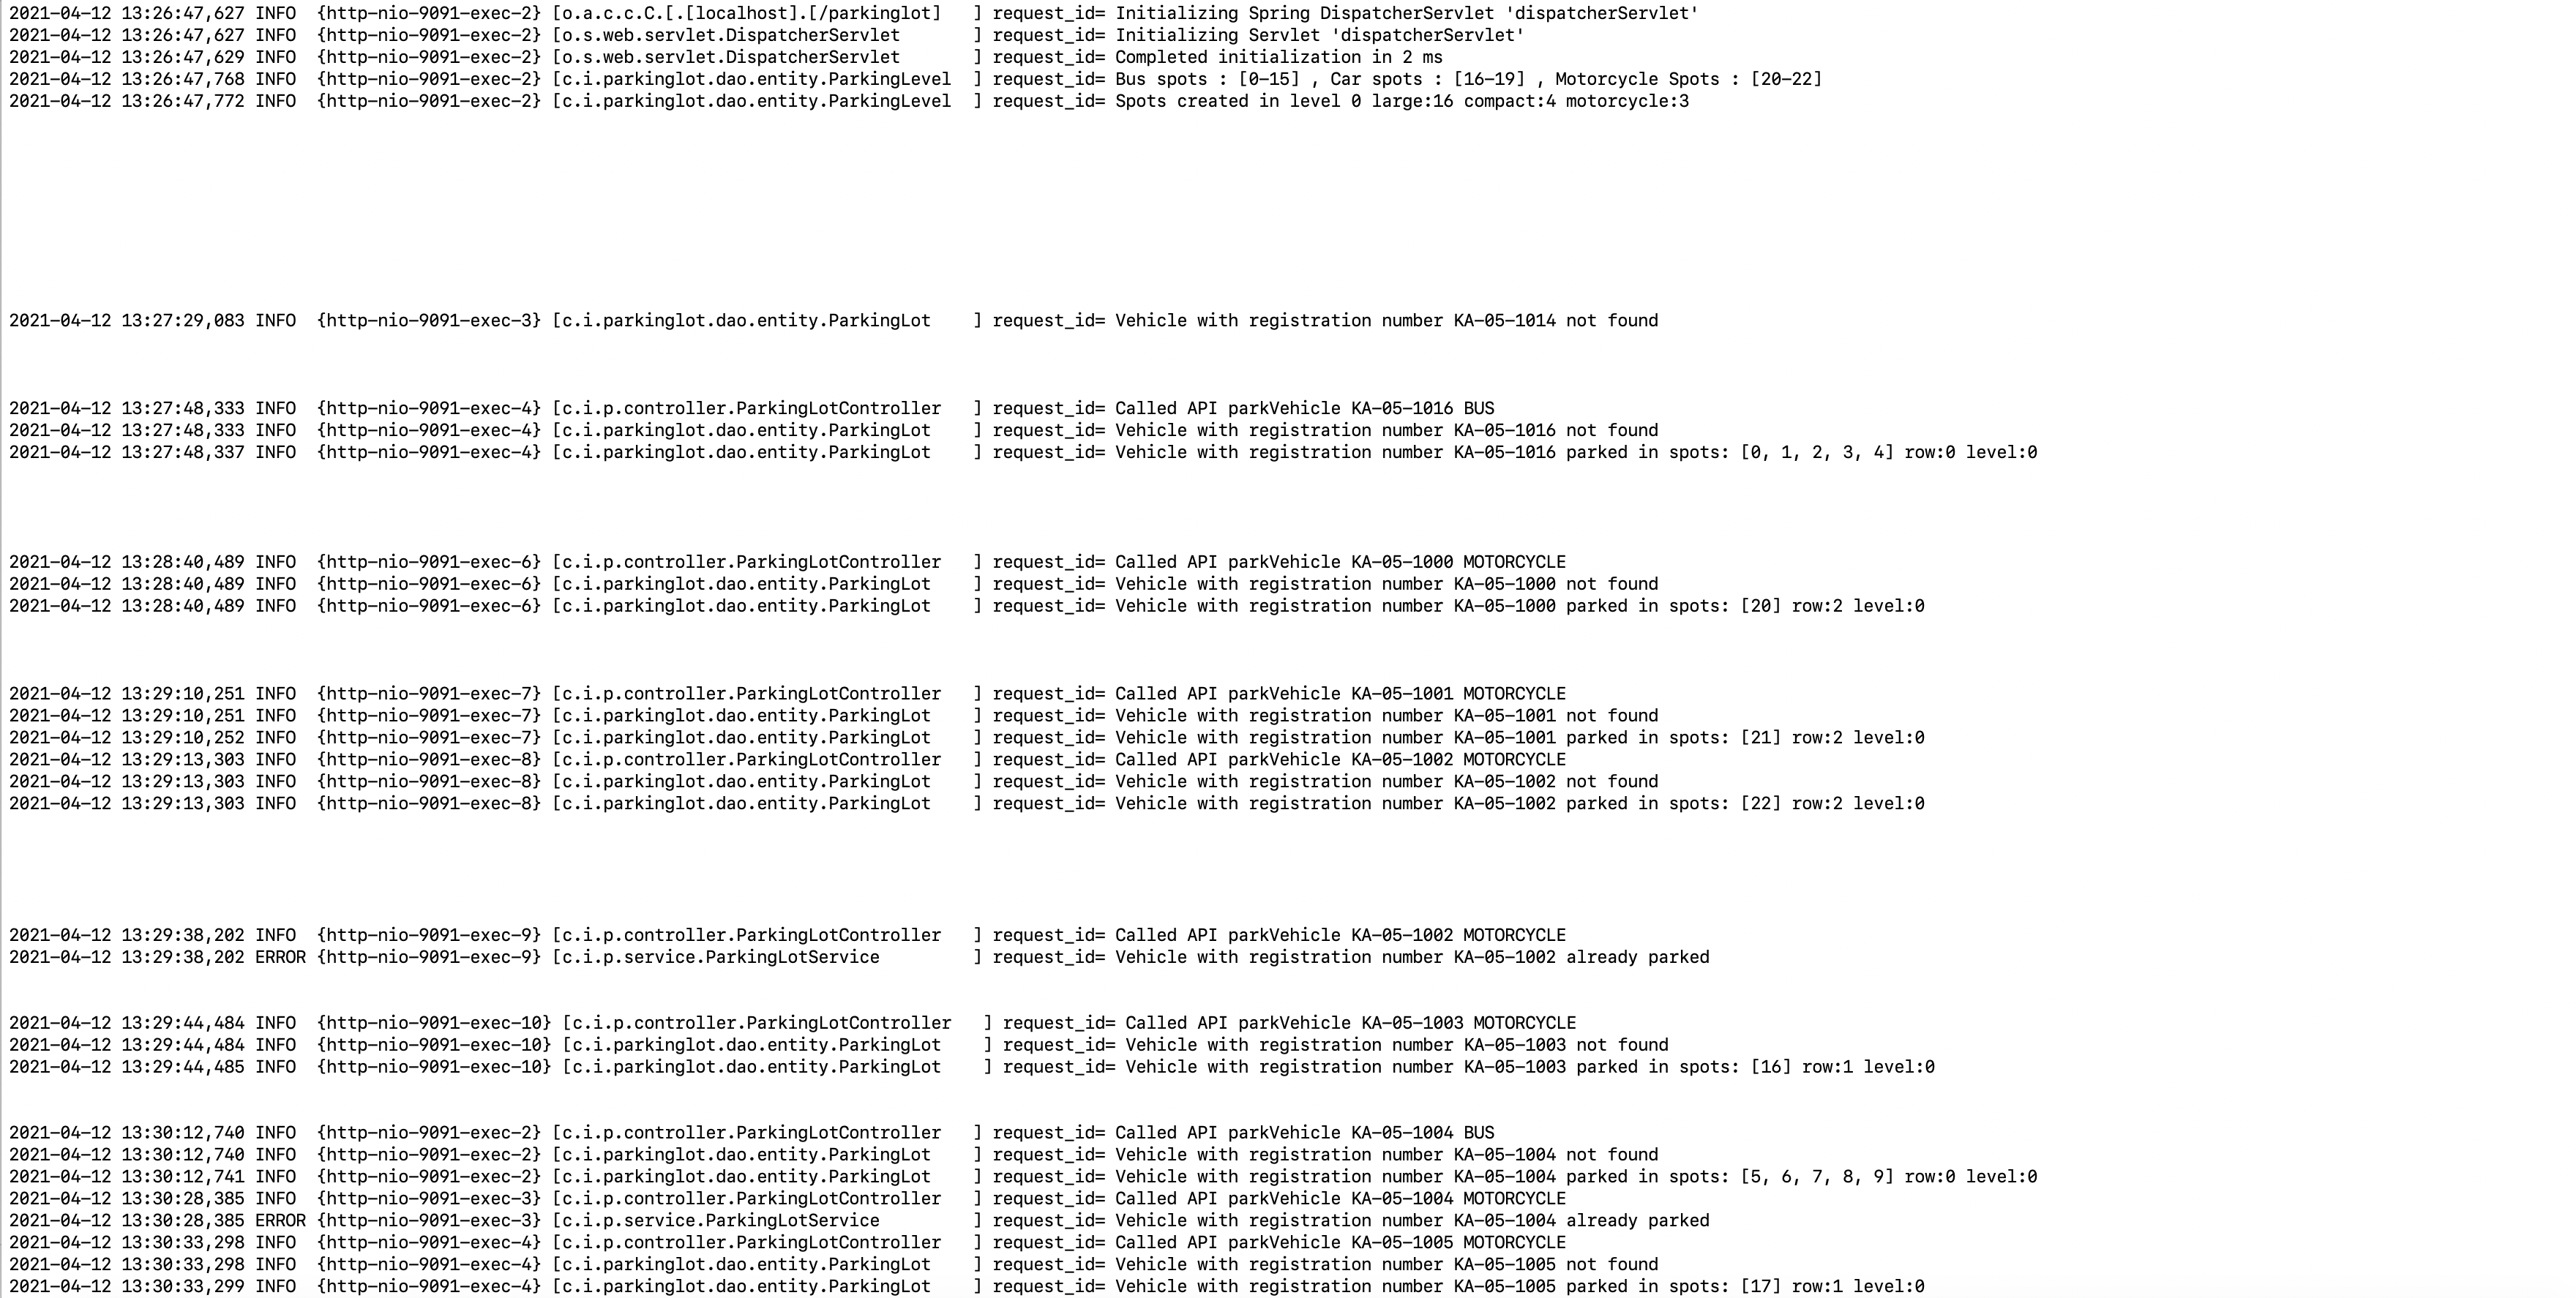 2021-04-12 13:26:47,627 INFO  {http-nio-9091-exec-2} [o.a.c.c.C.[.[localhost].[/parkinglot]   ] request_id= Initializing Spring DispatcherServlet 'dispatcherServlet'
2021-04-12 13:26:47,627 INFO  {http-nio-9091-exec-2} [o.s.web.servlet.DispatcherServlet       ] request_id= Initializing Servlet 'dispatcherServlet'
2021-04-12 13:26:47,629 INFO  {http-nio-9091-exec-2} [o.s.web.servlet.DispatcherServlet       ] request_id= Completed initialization in 2 ms
2021-04-12 13:26:47,768 INFO  {http-nio-9091-exec-2} [c.i.parkinglot.dao.entity.ParkingLevel  ] request_id= Bus spots : [0-15] , Car spots : [16-19] , Motorcycle Spots : [20-22]
2021-04-12 13:26:47,772 INFO  {http-nio-9091-exec-2} [c.i.parkinglot.dao.entity.ParkingLevel  ] request_id= Spots created in level 0 large:16 compact:4 motorcycle:3
2021-04-12 13:27:29,083 INFO  {http-nio-9091-exec-3} [c.i.parkinglot.dao.entity.ParkingLot    ] request_id= Vehicle with registration number KA-05-1014 not found
2021-04-12 13:27:48,333 INFO  {http-nio-9091-exec-4} [c.i.p.controller.ParkingLotController   ] request_id= Called API parkVehicle KA-05-1016 BUS
2021-04-12 13:27:48,333 INFO  {http-nio-9091-exec-4} [c.i.parkinglot.dao.entity.ParkingLot    ] request_id= Vehicle with registration number KA-05-1016 not found
2021-04-12 13:27:48,337 INFO  {http-nio-9091-exec-4} [c.i.parkinglot.dao.entity.ParkingLot    ] request_id= Vehicle with registration number KA-05-1016 parked in spots: [0, 1, 2, 3, 4] row:0 level:0
2021-04-12 13:28:40,489 INFO  {http-nio-9091-exec-6} [c.i.p.controller.ParkingLotController   ] request_id= Called API parkVehicle KA-05-1000 MOTORCYCLE
2021-04-12 13:28:40,489 INFO  {http-nio-9091-exec-6} [c.i.parkinglot.dao.entity.ParkingLot    ] request_id= Vehicle with registration number KA-05-1000 not found
2021-04-12 13:28:40,489 INFO  {http-nio-9091-exec-6} [c.i.parkinglot.dao.entity.ParkingLot    ] request_id= Vehicle with registration number KA-05-1000 parked in spots: [20] row:2 level:0
2021-04-12 13:29:10,251 INFO  {http-nio-9091-exec-7} [c.i.p.controller.ParkingLotController   ] request_id= Called API parkVehicle KA-05-1001 MOTORCYCLE
2021-04-12 13:29:10,251 INFO  {http-nio-9091-exec-7} [c.i.parkinglot.dao.entity.ParkingLot    ] request_id= Vehicle with registration number KA-05-1001 not found
2021-04-12 13:29:10,252 INFO  {http-nio-9091-exec-7} [c.i.parkinglot.dao.entity.ParkingLot    ] request_id= Vehicle with registration number KA-05-1001 parked in spots: [21] row:2 level:0
2021-04-12 13:29:13,303 INFO  {http-nio-9091-exec-8} [c.i.p.controller.ParkingLotController   ] request_id= Called API parkVehicle KA-05-1002 MOTORCYCLE
2021-04-12 13:29:13,303 INFO  {http-nio-9091-exec-8} [c.i.parkinglot.dao.entity.ParkingLot    ] request_id= Vehicle with registration number KA-05-1002 not found
2021-04-12 13:29:13,303 INFO  {http-nio-9091-exec-8} [c.i.parkinglot.dao.entity.ParkingLot    ] request_id= Vehicle with registration number KA-05-1002 parked in spots: [22] row:2 level:0
2021-04-12 13:29:38,202 INFO  {http-nio-9091-exec-9} [c.i.p.controller.ParkingLotController   ] request_id= Called API parkVehicle KA-05-1002 MOTORCYCLE
2021-04-12 13:29:38,202 ERROR {http-nio-9091-exec-9} [c.i.p.service.ParkingLotService         ] request_id= Vehicle with registration number KA-05-1002 already parked
2021-04-12 13:29:44,484 INFO  {http-nio-9091-exec-10} [c.i.p.controller.ParkingLotController   ] request_id= Called API parkVehicle KA-05-1003 MOTORCYCLE
2021-04-12 13:29:44,484 INFO  {http-nio-9091-exec-10} [c.i.parkinglot.dao.entity.ParkingLot    ] request_id= Vehicle with registration number KA-05-1003 not found
2021-04-12 13:29:44,485 INFO  {http-nio-9091-exec-10} [c.i.parkinglot.dao.entity.ParkingLot    ] request_id= Vehicle with registration number KA-05-1003 parked in spots: [16] row:1 level:0
2021-04-12 13:30:12,740 INFO  {http-nio-9091-exec-2} [c.i.p.controller.ParkingLotController   ] request_id= Called API parkVehicle KA-05-1004 BUS
2021-04-12 13:30:12,740 INFO  {http-nio-9091-exec-2} [c.i.parkinglot.dao.entity.ParkingLot    ] request_id= Vehicle with registration number KA-05-1004 not found
2021-04-12 13:30:12,741 INFO  {http-nio-9091-exec-2} [c.i.parkinglot.dao.entity.ParkingLot    ] request_id= Vehicle with registration number KA-05-1004 parked in spots: [5, 6, 7, 8, 9] row:0 level:0
2021-04-12 13:30:28,385 INFO  {http-nio-9091-exec-3} [c.i.p.controller.ParkingLotController   ] request_id= Called API parkVehicle KA-05-1004 MOTORCYCLE
2021-04-12 13:30:28,385 ERROR {http-nio-9091-exec-3} [c.i.p.service.ParkingLotService         ] request_id= Vehicle with registration number KA-05-1004 already parked
2021-04-12 13:30:33,298 INFO  {http-nio-9091-exec-4} [c.i.p.controller.ParkingLotController   ] request_id= Called API parkVehicle KA-05-1005 MOTORCYCLE
2021-04-12 13:30:33,298 INFO  {http-nio-9091-exec-4} [c.i.parkinglot.dao.entity.ParkingLot    ] request_id= Vehicle with registration number KA-05-1005 not found
2021-04-12 13:30:33,299 INFO  {http-nio-9091-exec-4} [c.i.parkinglot.dao.entity.ParkingLot    ] request_id= Vehicle with registration number KA-05-1005 parked in spots: [17] row:1 level:0